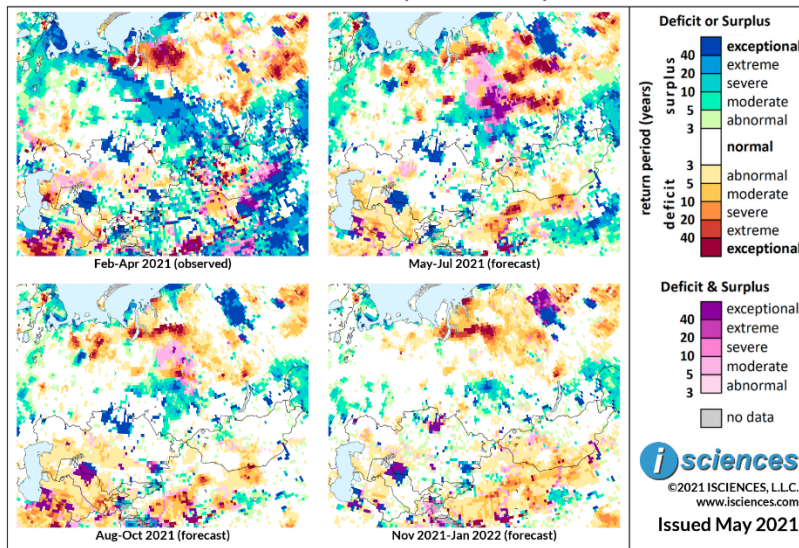 Feb-Apr 2021 (observed)
May-Jul 2021 (forecast)
Aug-Oct 2021 (forecast)
Nov 2021-Jan 2022 (forecast)
Deficit or Surplus
return period (years)
surplus
deficit
40
20
10
5
3
3
5
10
20
40
exceptional
extreme
severe
moderate
abnormal
normal
abnormal
moderate
severe
extreme
exceptional
Deficit & Surplus
40
20
10
5
3
exceptional
extreme
severe
moderate
abnormal
no data
i sciences
©2021 ISCIENCES, L.L.C.
www.isciences.com
Issued May 2021